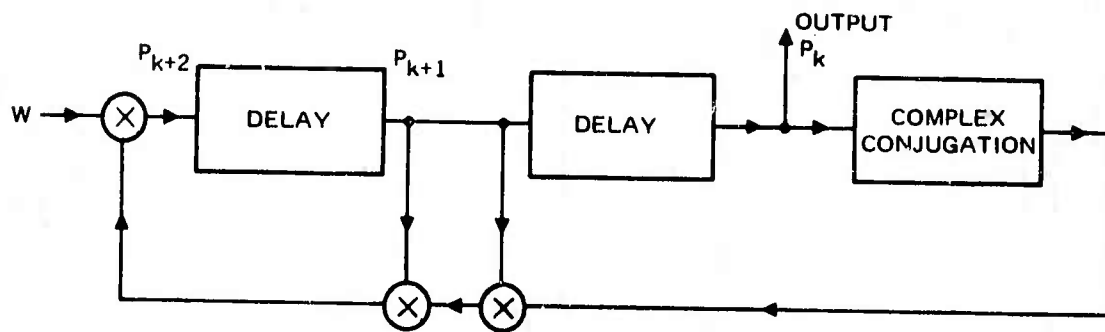 OUTPUT
P_k
P_{k+2}
P_{k+1}
W
DELAY
DELAY
COMPLEX
CONJUGATION